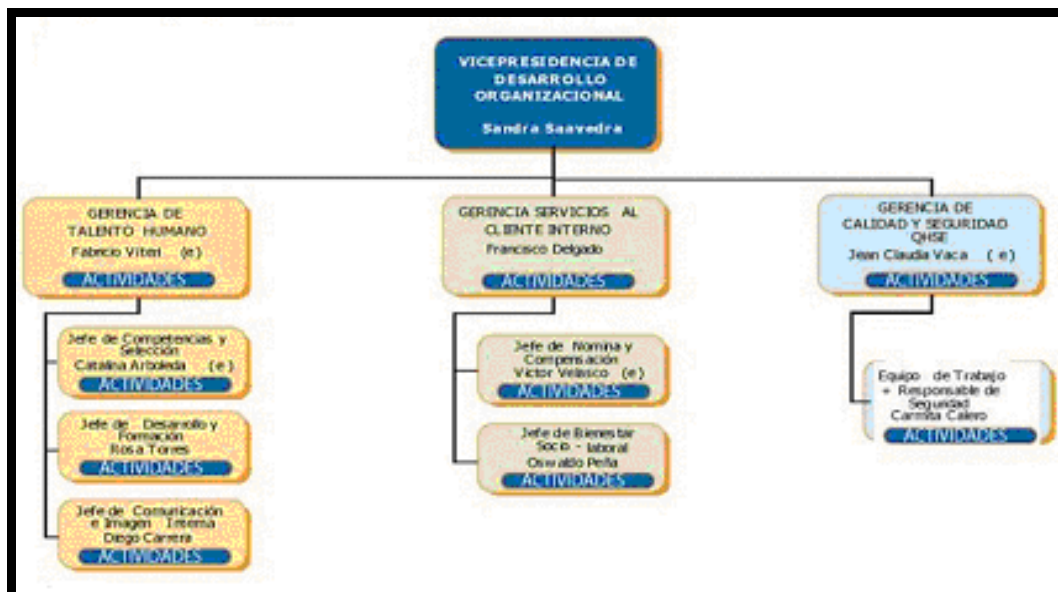 VICEPRESIDENCIA DE
DESARROLLO
ORGANIZACIONAL
Sandra Saavedra
GERENCIA DE
TALENTO HUMANO
Fabricio Viteri (e)
ACTIVIDADES
Jefe de Competencias y
Selección
Catalina Arboleda (e)
ACTIVIDADES
Jefe de Desarrollo y
Formación
Rosa Torres
ACTIVIDADES
Jefe de Comunicación
e Imagen Interna
Diego Carrera
ACTIVIDADES
GERENCIA SERVICIOS AL
CLIENTE INTERNO
Francisco Delgado
ACTIVIDADES
Jefe de Nomina y
Compensación
Victor Velasco (e)
ACTIVIDADES
Jefe de Bienestar
Socio - laboral
Oswaldo Peña
ACTIVIDADES
GERENCIA DE
CALIDAD Y SEGURIDAD
QHSE
Jean Claudia Vaca ( e)
ACTIVIDADES
Equipo de Trabajo
+ Responsable de
Seguridad
Carmita Calero
ACTIVIDADES